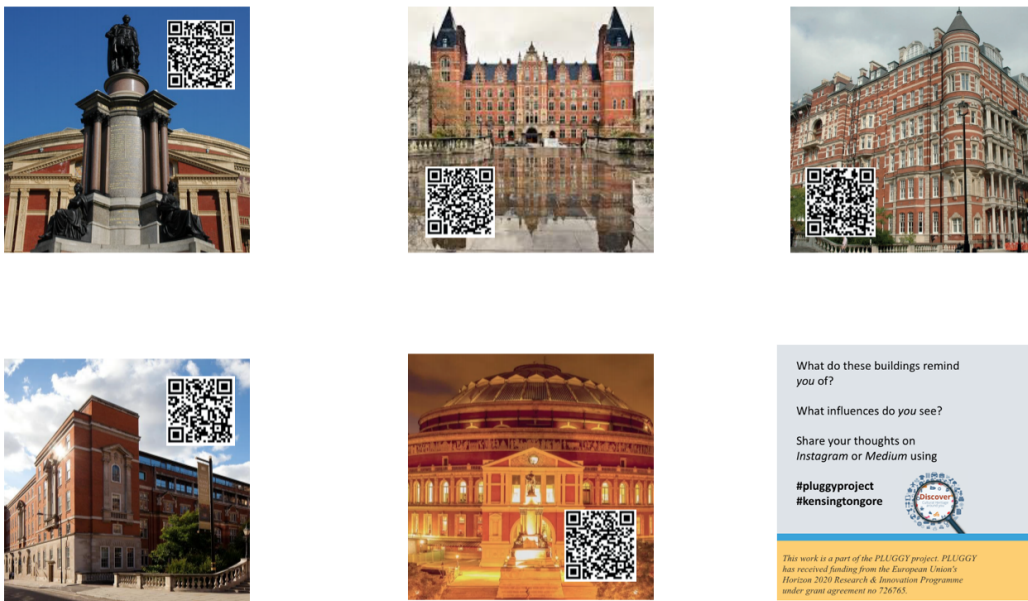 What do these buildings remind
you of?
What influences do you see?
Share your thoughts on
Instagram or Medium using
#pluggyproject
#kensingtongore
Discover
This work is a part of the PLUGGY project. PLUGGY
has received funding from the European Union's
Horizon 2020 Research & Innovation Programme
under grant agreement no 726765.